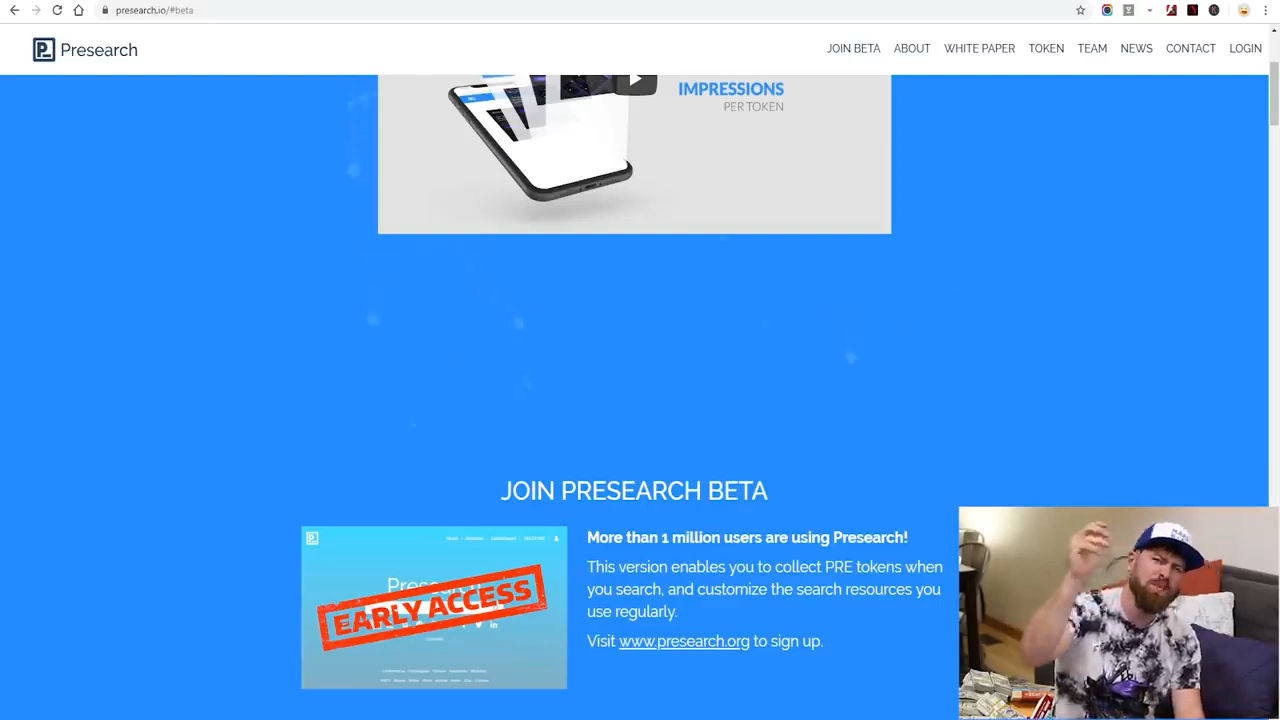 presearch.io/#beta
Presearch
JOIN BETA
ABOUT
WHITE PAPER
TOKEN
TEAM
NEWS
CONTACT
LOGIN
IMPRESSIONS
PER TOKEN
JOIN PRESEARCH BETA
EARLY ACCESS
More than 1 million users are using Presearch!
This version enables you to collect PRE tokens when
you search, and customize the search resources you
use regularly.
Visit www.presearch.org to sign up.